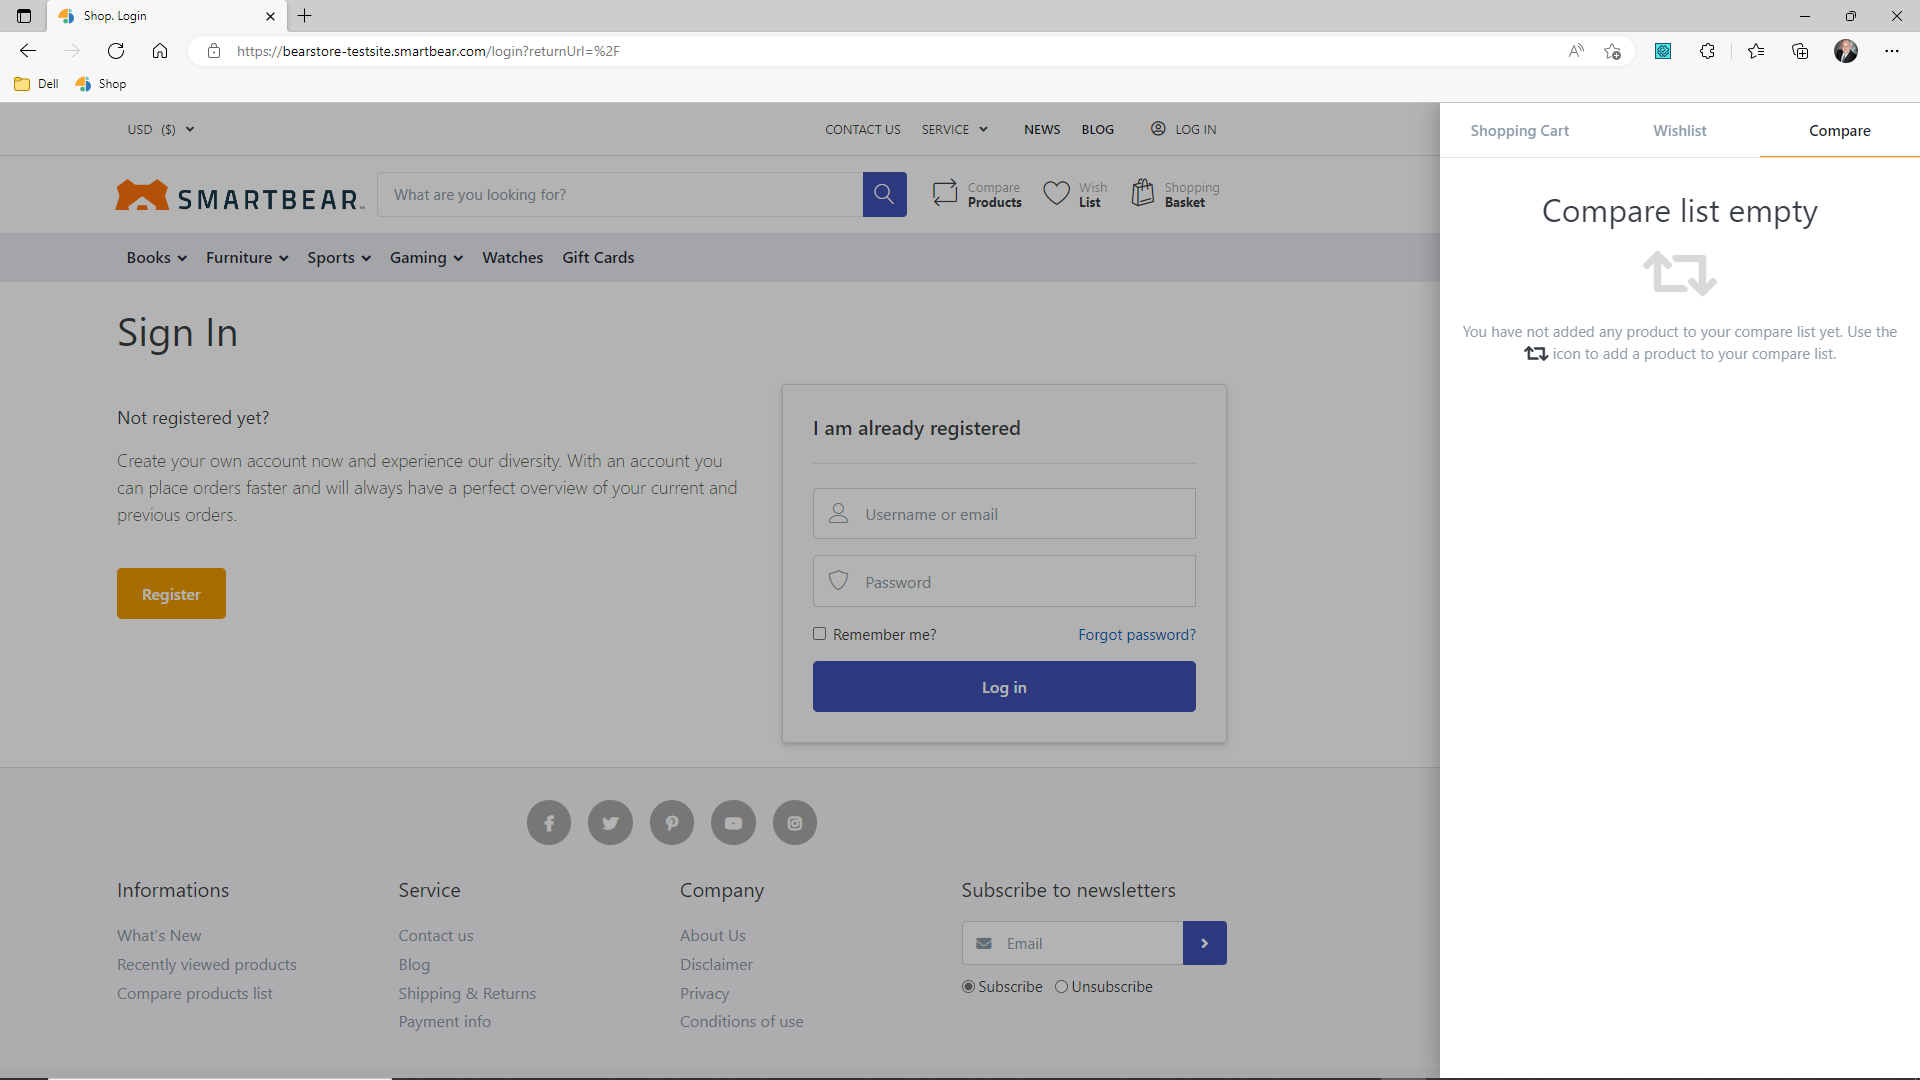 Shop. Login
https://bearstore-testsite.smartbear.com/login?returnUrl=%2F
Dell
Shop
USD ($)
CONTACT US
SERVICE
NEWS
BLOG
LOG IN
SMARTBEAR
What are you looking for?
Compare
Products
Wish
List
Shopping
Basket
Books
Furniture
Sports
Gaming
Watches
Gift Cards
Sign In
Not registered yet?
Create your own account now and experience our diversity. With an account you
can place orders faster and will always have a perfect overview of your current and
previous orders.
Register
I am already registered
Username or email
Password
Remember me?
Forgot password?
Log in
Informations
What's New
Recently viewed products
Compare products list
Service
Contact us
Blog
Shipping & Returns
Payment info
Company
About Us
Disclaimer
Privacy
Conditions of use
Subscribe to newsletters
Email
Subscribe
Unsubscribe
Shopping Cart
Wishlist
Compare
Compare list empty
You have not added any product to your compare list yet. Use the
icon to add a product to your compare list.